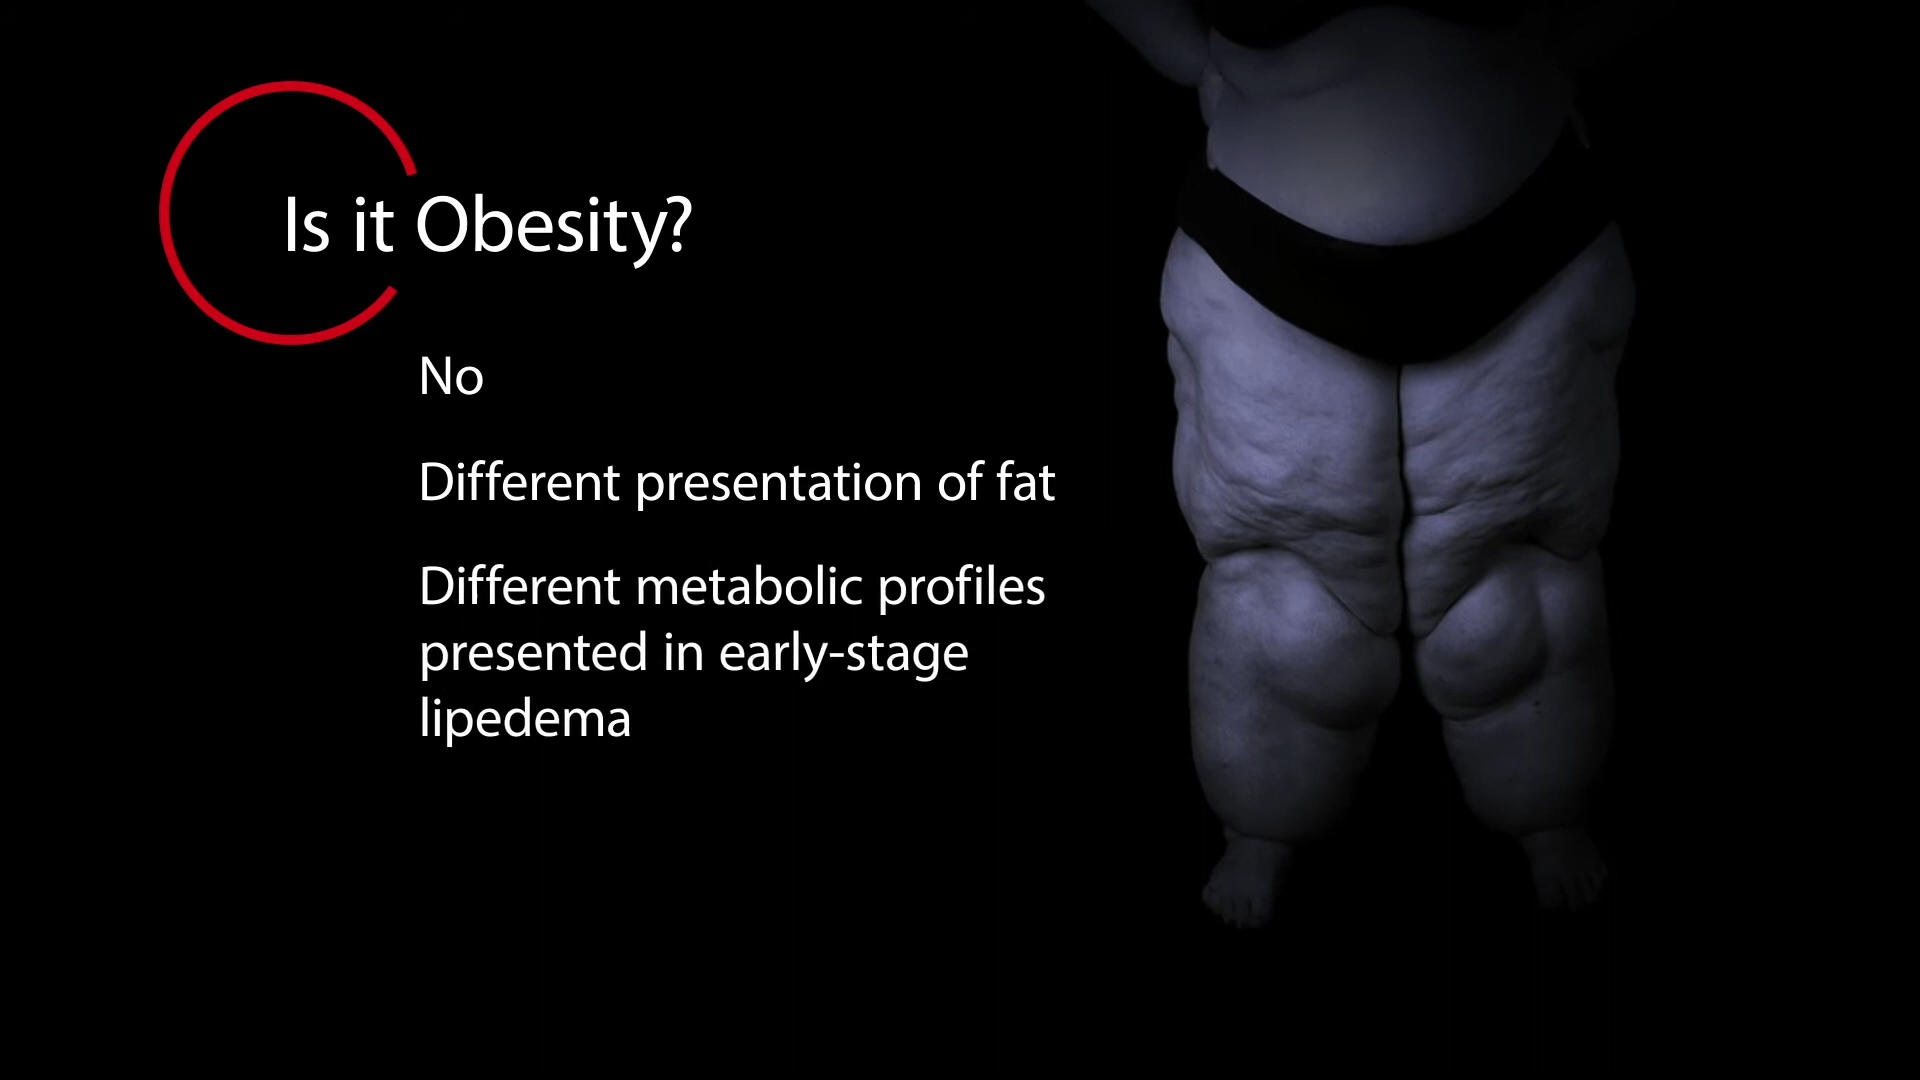 Is it Obesity?
No
Different presentation of fat
Different metabolic profiles
presented in early-stage
lipedema